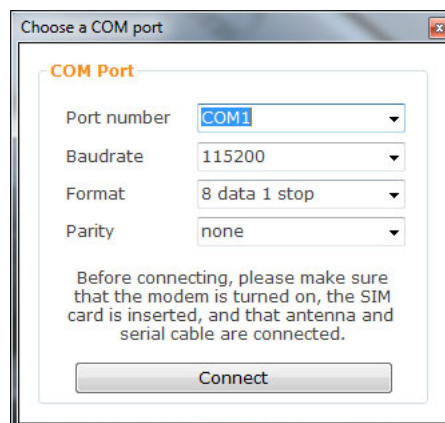 Choose a COM port
COM Port
Port number COM1
Baudrate 115200
Format 8 data 1 stop
Parity none
Before connecting, please make sure
that the modem is turned on, the SIM
card is inserted, and that antenna and
serial cable are connected.
Connect